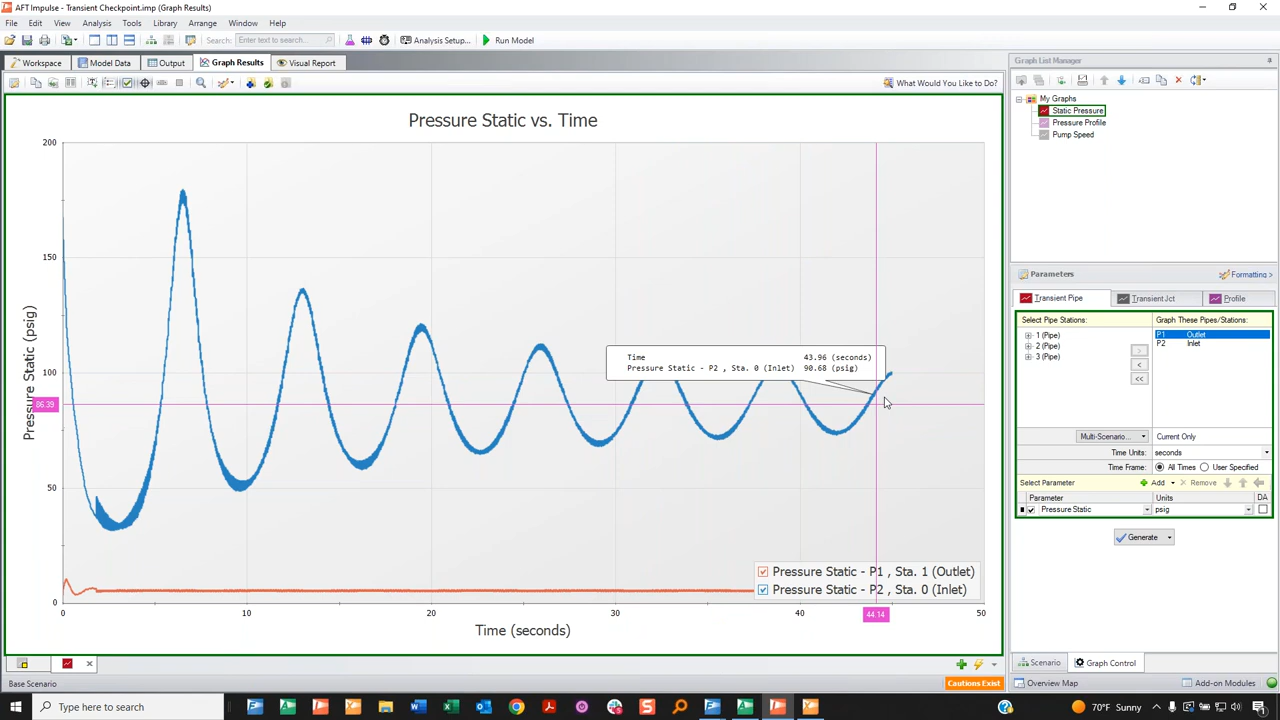 AFT Impulse - Transient Checkpoint.imp (Graph Results)
File Edit View Analysis Tools Library Arrange Window Help
Search: Enter text to search... Analysis Setup... Run Model
Workspace Model Data Output Graph Results Visual Report
What Would You Like to Do?
Pressure Static vs. Time
Pressure Static (psig)
200
150
100
50
0
86.39
Time 43.96 (seconds)
Pressure Static - P2 , Sta. 0 (Inlet) 90.68 (psig)
Pressure Static - P1 , Sta. 1 (Outlet)
Pressure Static - P2 , Sta. 0 (Inlet)
0 10 20 30 40 50
44.14
Time (seconds)
Graph List Manager
My Graphs
Static Pressure
Pressure Profile
Pump Speed
Parameters Formatting >
Transient Pipe Transient Jct Profile
Select Pipe Stations: Graph These Pipes/Stations:
1 (Pipe)
2 (Pipe)
3 (Pipe)
P1 Outlet
P2 Inlet
>
<
<<
Multi-Scenario... Current Only
Time Units: seconds
Time Frame: All Times User Specified
Select Parameter Add Remove
Parameter Units DA
Pressure Static psig
Generate
Scenario Graph Control
Base Scenario Cautions Exist Overview Map Add-on Modules
Type here to search
70°F Sunny